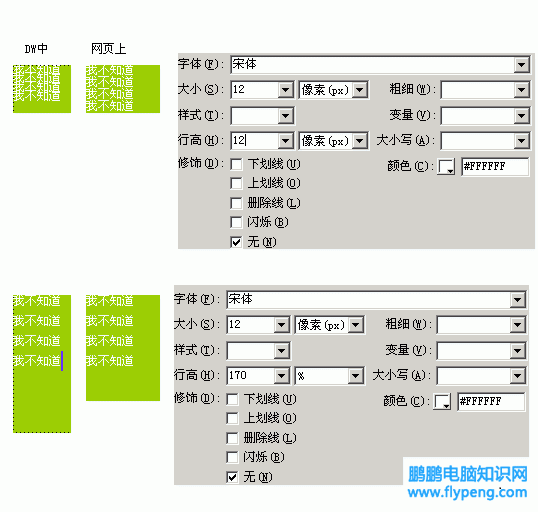 DW中 网页上
我不知道 我不知道
我不知道 我不知道
我不知道 我不知道
我不知道 我不知道
字体(F): 宋体
大小(S): 12 像素(px) 粗细(W):
样式(T): 变量(V):
行高(H): 12 像素(px) 大小写(A):
修饰(D): 下划线(U) 颜色(C): #FFFFFF
上划线(O)
删除线(L)
闪烁(B)
无(N)
我不知道 我不知道
我不知道 我不知道
我不知道 我不知道
我不知道 我不知道
字体(F): 宋体
大小(S): 12 像素(px) 粗细(W):
样式(T): 变量(V):
行高(H): 170 % 大小写(A):
修饰(D): 下划线(U) 颜色(C): #FFFFFF
上划线(O)
删除线(L)
闪烁(B)
无(N)
鹏鹏电脑知识网
www.flypeng.com